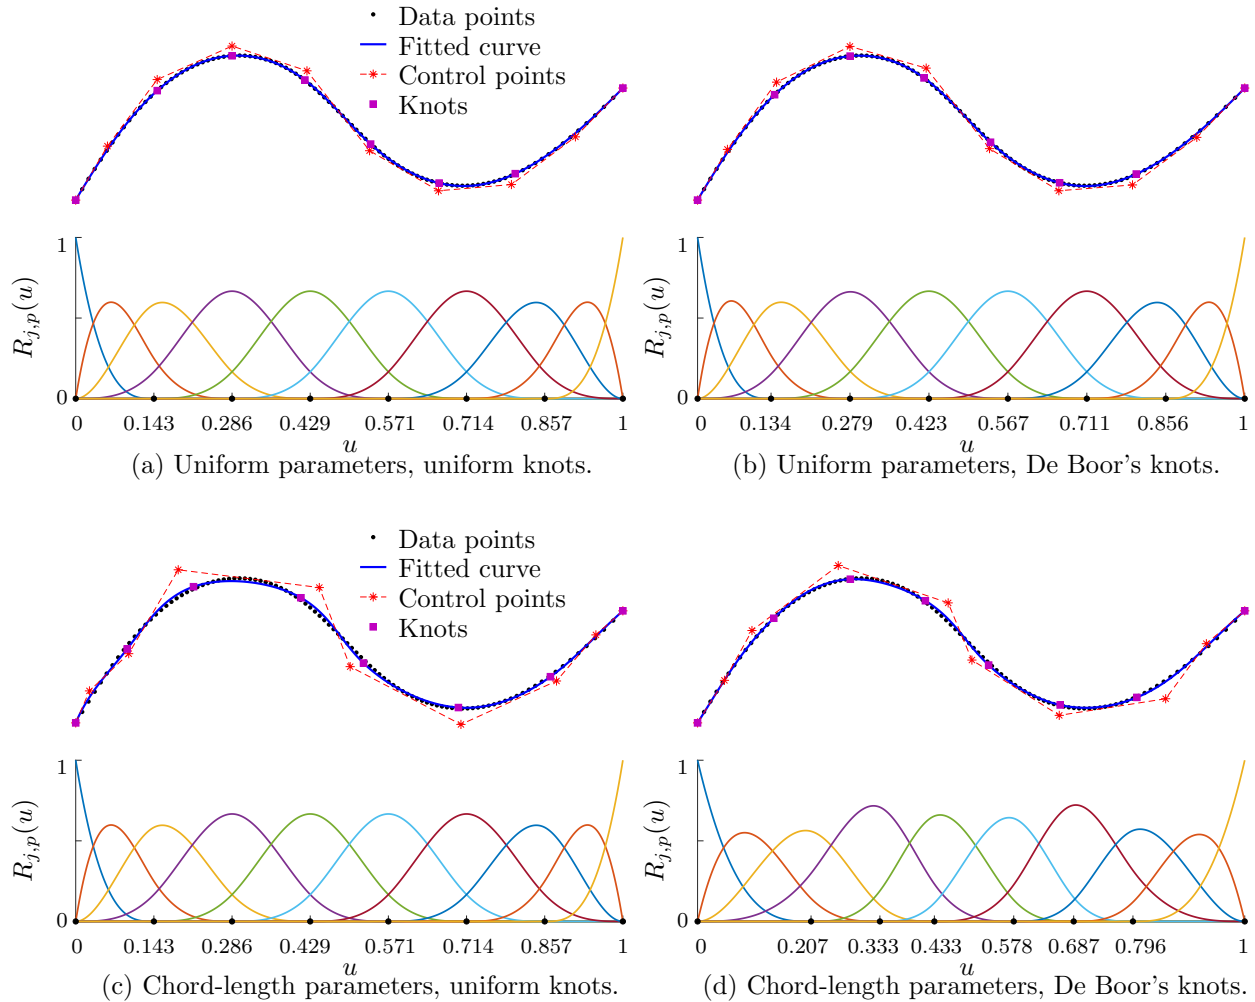 Data points
Fitted curve
Control points
Knots
1
R_{j,p}(u)
0
0 0.143 0.286 0.429 0.571 0.714 0.857 1
u
(a) Uniform parameters, uniform knots.
1
R_{j,p}(u)
0
0 0.134 0.279 0.423 0.567 0.711 0.856 1
u
(b) Uniform parameters, De Boor's knots.
Data points
Fitted curve
Control points
Knots
1
R_{j,p}(u)
0
0 0.143 0.286 0.429 0.571 0.714 0.857 1
u
(c) Chord-length parameters, uniform knots.
1
R_{j,p}(u)
0
0 0.207 0.333 0.433 0.578 0.687 0.796 1
u
(d) Chord-length parameters, De Boor's knots.